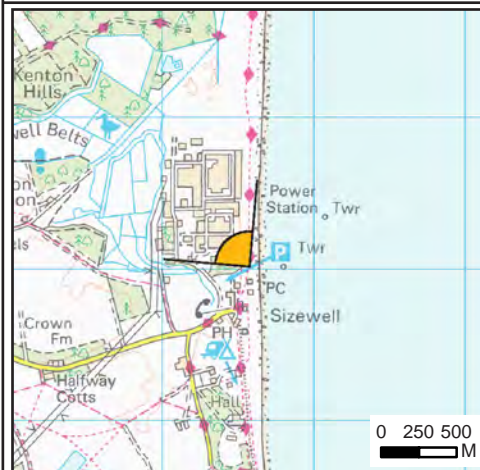 Kenton
Hills
well Belts
on
on
Power
Station
Twr
els
P
Twr
PC
Sizewell
Crown
Fm
PH
Halfway
Cotts
Hall
0 250 500
M